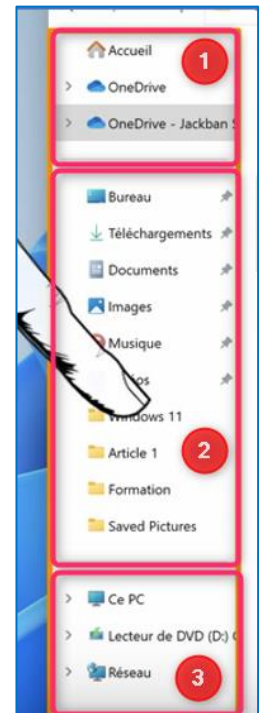 Accueil
1
OneDrive
OneDrive - Jackban
Bureau
Téléchargements
Documents
Images
Musique
Windows 11
Article 1
2
Formation
Saved Pictures
Ce PC
Lecteur de DVD (D:)
Réseau
3